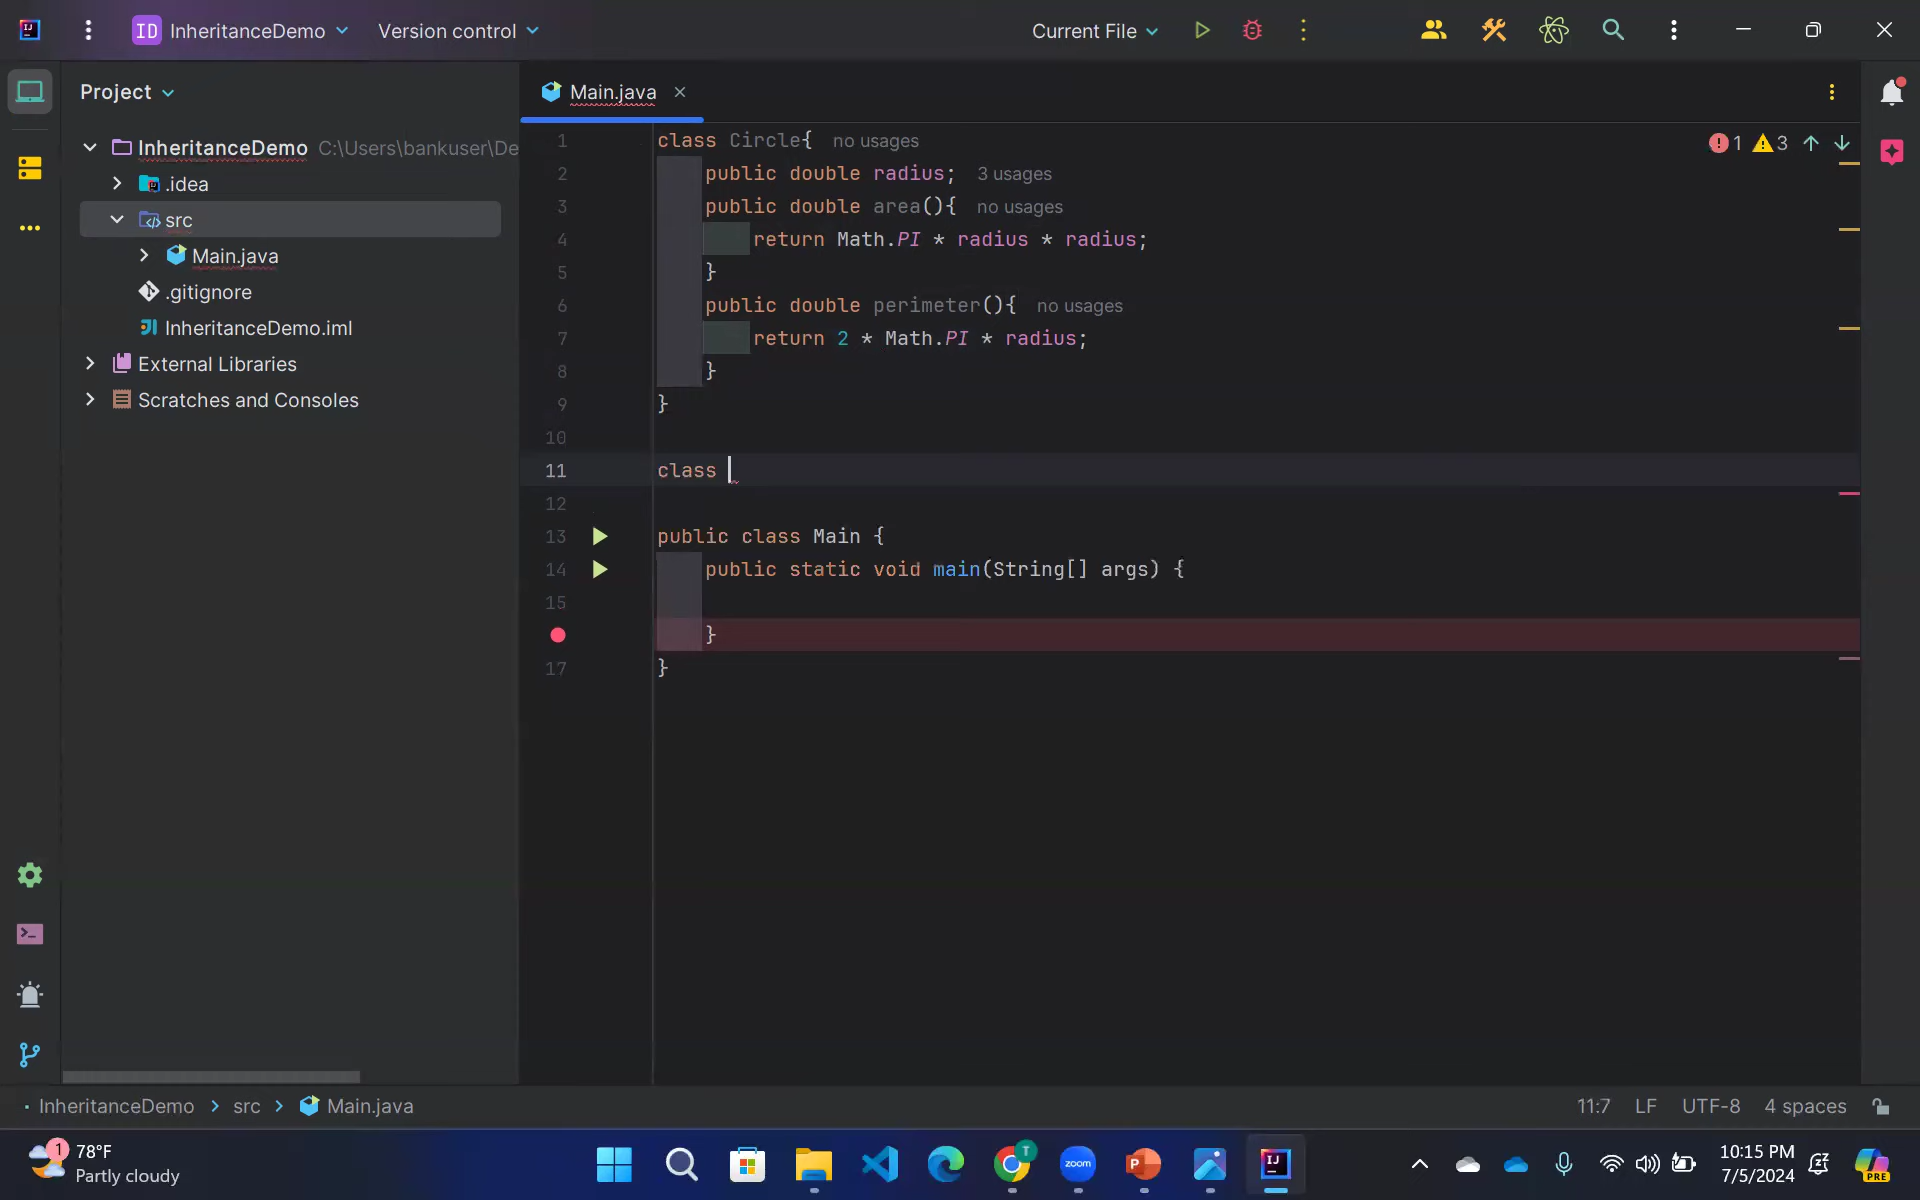 ID InheritanceDemo Version control Current File
Project
Main.java
InheritanceDemo C:\Users\bankuser\De
.idea
src
Main.java
.gitignore
InheritanceDemo.iml
External Libraries
Scratches and Consoles
1 class Circle{ no usages
1 3
2 public double radius; 3 usages
3 public double area(){ no usages
4 return Math.PI * radius * radius;
5 }
6 public double perimeter(){ no usages
7 return 2 * Math.PI * radius;
8 }
9 }
10
11 class
12
13 public class Main {
14 public static void main(String[] args) {
15
}
17 }
InheritanceDemo src Main.java 11:7 LF UTF-8 4 spaces
1 78°F
Partly cloudy
T
zoom
P
IJ
10:15 PM
7/5/2024
PRE